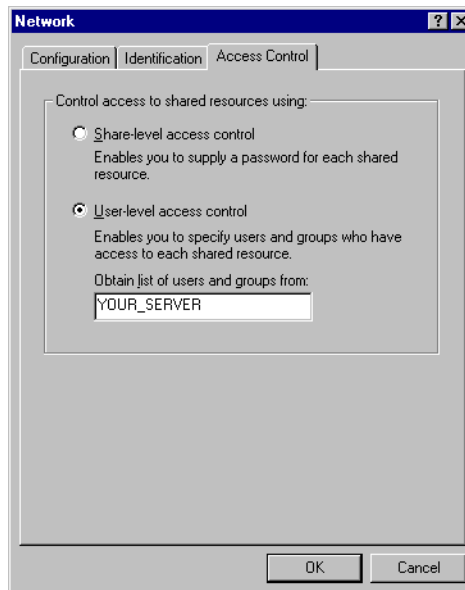 Network
Configuration Identification Access Control
Control access to shared resources using:
Share-level access control
Enables you to supply a password for each shared
resource.
User-level access control
Enables you to specify users and groups who have
access to each shared resource.
Obtain list of users and groups from:
YOUR_SERVER
OK Cancel